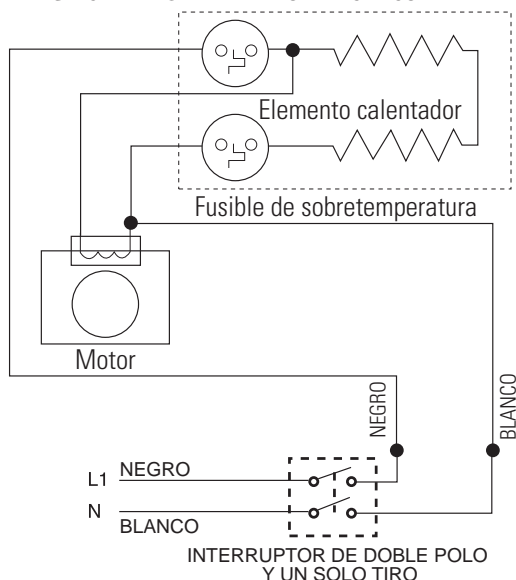 Elemento calentador
Fusible de sobretemperatura
Motor
NEGRO
BLANCO
L1 NEGRO
N
BLANCO
INTERRUPTOR DE DOBLE POLO
Y UN SOLO TIRO